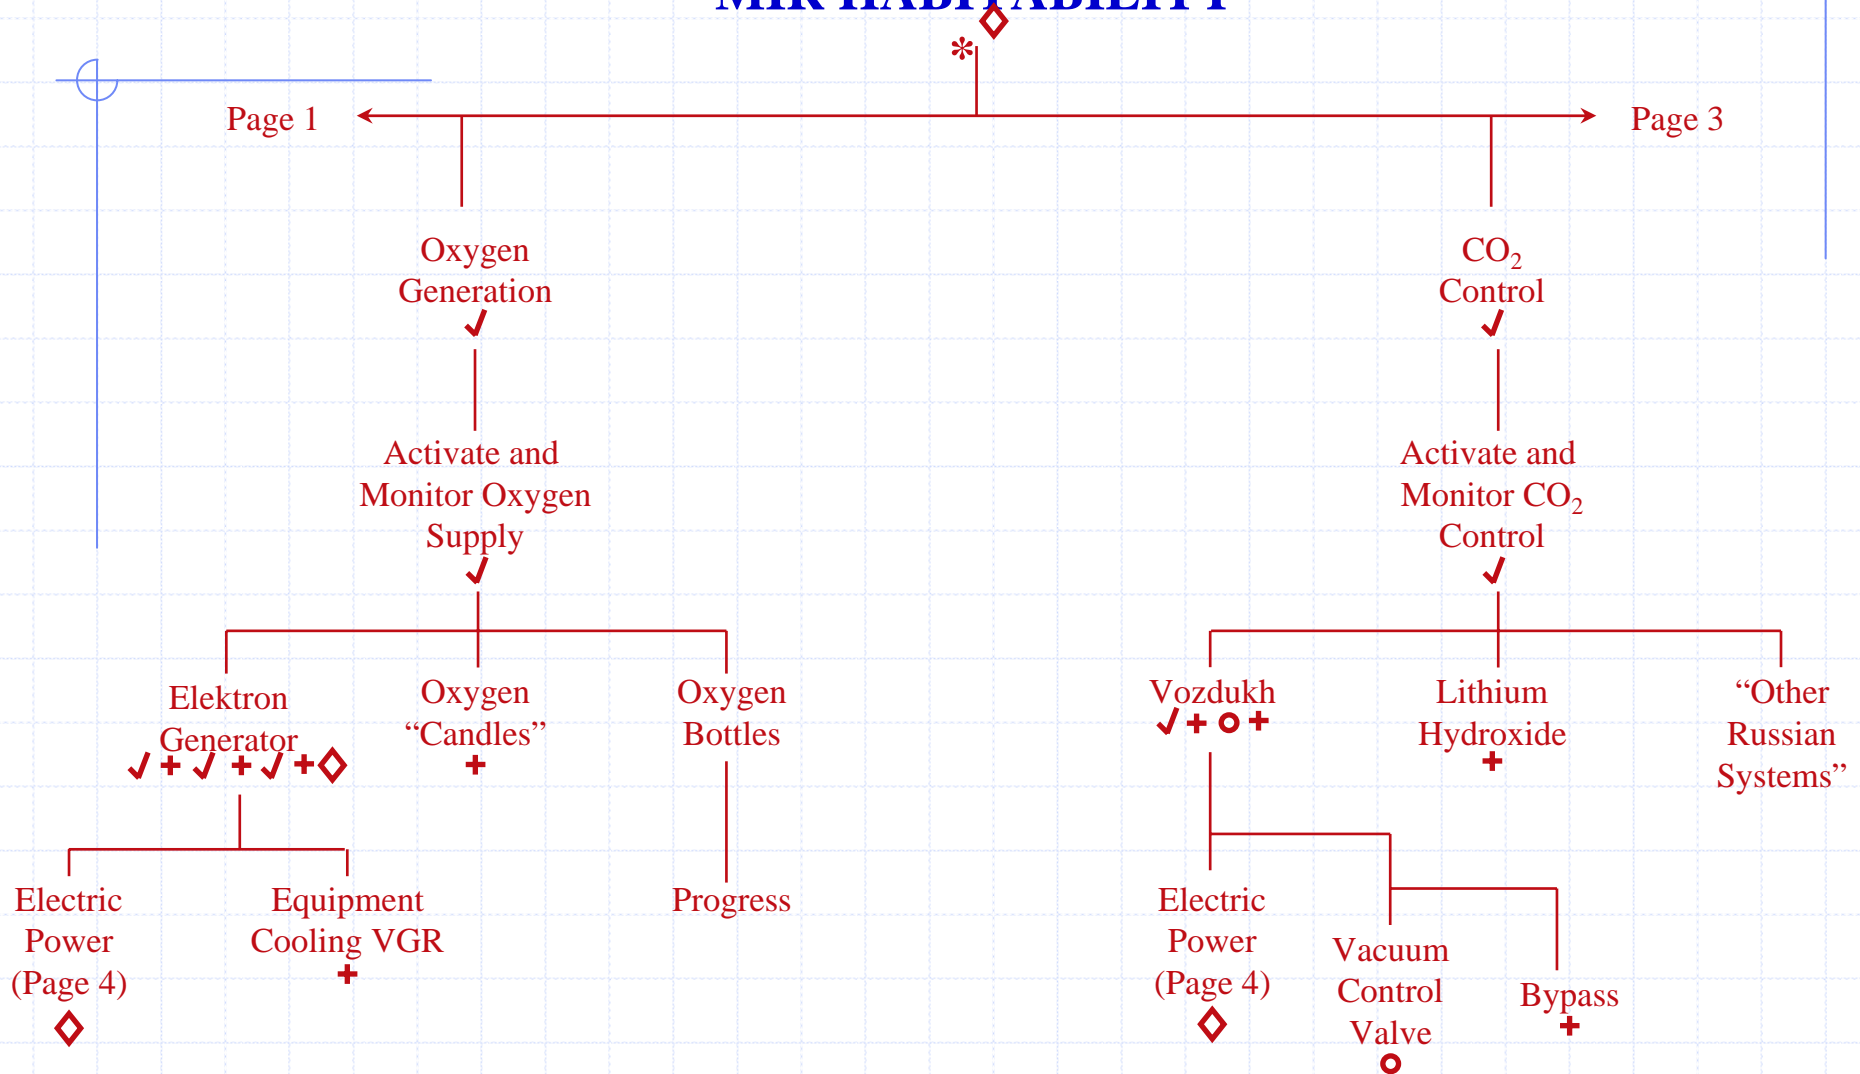 MIR HABITABILITY
*
Page 1
Page 3
Oxygen
Generation
CO₂
Control
Activate and
Monitor Oxygen
Supply
Activate and
Monitor CO₂
Control
Elektron
Generator
Oxygen
“Candles”
Oxygen
Bottles
Vozdukh
Lithium
Hydroxide
“Other
Russian
Systems”
Electric
Power
(Page 4)
Equipment
Cooling VGR
Progress
Electric
Power
(Page 4)
Vacuum
Control
Valve
Bypass